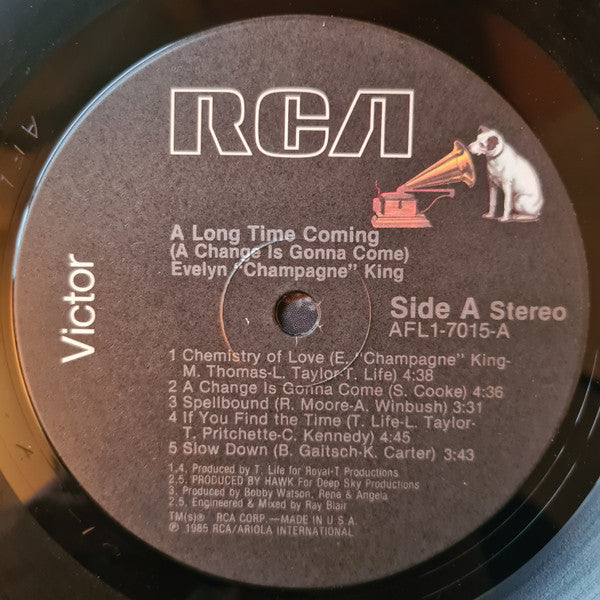 RCA
Victor
A Long Time Coming
(A Change Is Gonna Come)
Evelyn "Champagne" King
Side A Stereo
AFL1-7015-A
1 Chemistry of Love (E. "Champagne" King-
M. Thomas-L. Taylor-T. Life) 4:38
2 A Change Is Gonna Come (S. Cooke) 4:36
3 Spellbound (R. Moore-A. Winbush) 3:31
4 If You Find the Time (T. Life-L. Taylor-
T. Pritchette-C. Kennedy) 4:45
5 Slow Down (B. Gaitsch-K. Carter) 3:43
1.4. Produced by T. Life for Royal-T Productions
2.5. PRODUCED BY HAWK For Deep Sky Productions
3. Produced by Bobby Watson, Rene & Angela
2.5. Engineered & Mixed by Ray Blair
TM(s)® RCA CORP.—MADE IN U.S.A.
℗ 1985 RCA/ARIOLA INTERNATIONAL